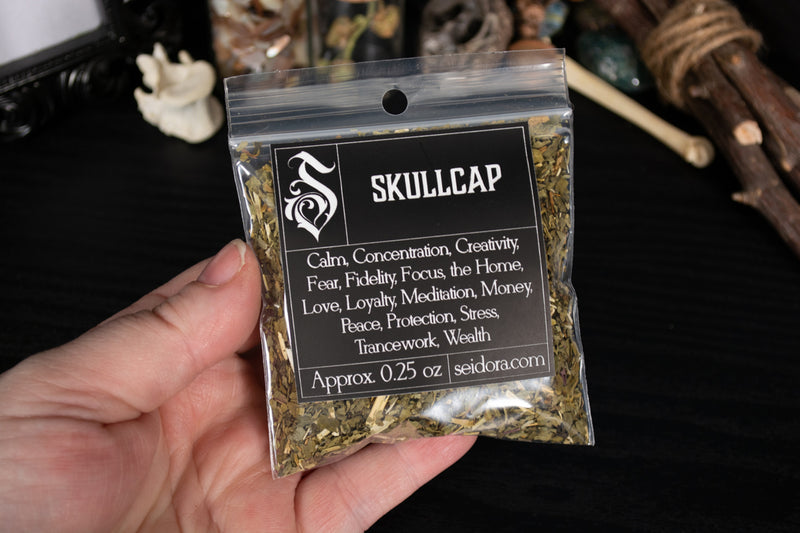 S
SKULLCAP
Calm, Concentration, Creativity,
Fear, Fidelity, Focus, the Home,
Love, Loyalty, Meditation, Money,
Peace, Protection, Stress,
Trancework, Wealth
Approx. 0.25 oz
seidora.com